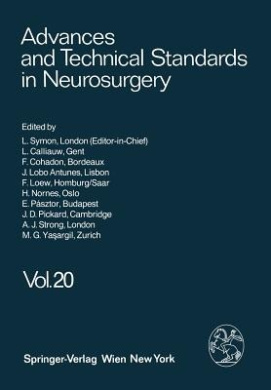 Advances
and Technical Standards
in Neurosurgery
Edited by
L. Symon, London (Editor-in-Chief)
L. Calliauw, Gent
F. Cohadon, Bordeaux
J. Lobo Antunes, Lisbon
F. Loew, Homburg/Saar
H. Nornes, Oslo
E. Pásztor, Budapest
J. D. Pickard, Cambridge
A. J. Strong, London
M. G. Yaşargil, Zurich
Vol. 20
Springer-Verlag Wien New York